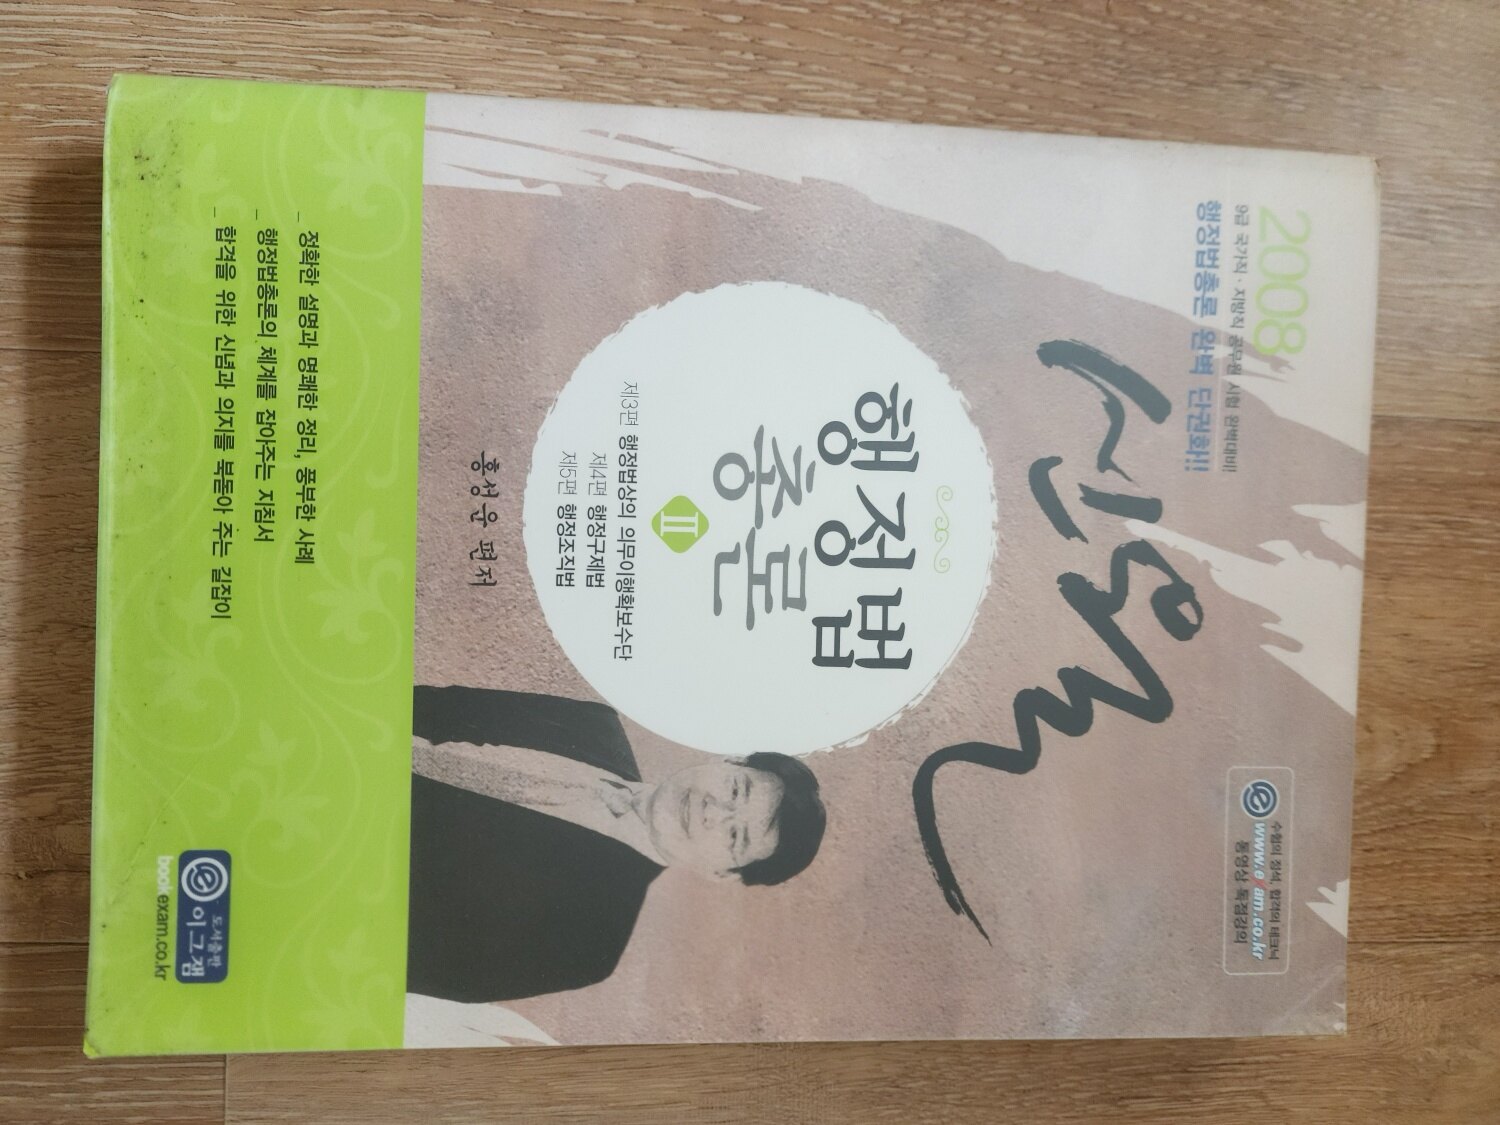 2008
9급 국가직·지방직 공무원 시험 완벽대비!!
행정법총론 완벽 단권화!!
수험의 정석, 합격의 테크닉
www.exam.co.kr
동영상 독점강의
행정법
총론
II
제3편 행정법상의 의무이행확보수단
제4편 행정구제법
제5편 행정조직법
홍성운 편저
_ 정확한 설명과 명쾌한 정리, 풍부한 사례
_ 행정법총론의 체계를 잡아주는 지침서
_ 합격을 위한 신념과 의지를 북돋아 주는 길잡이
도서출판
이그잼
book.exam.co.kr